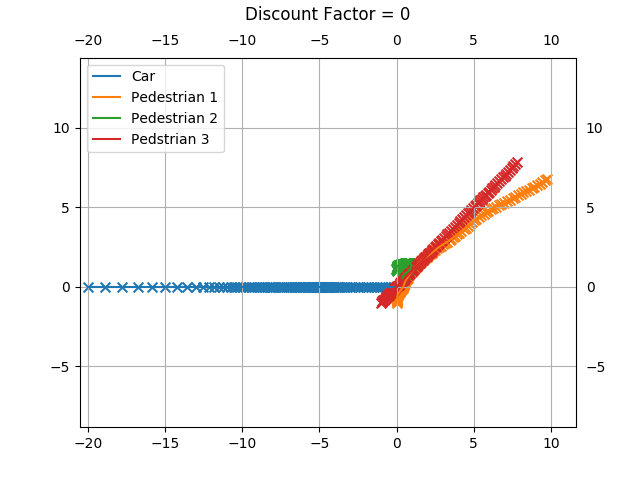 Discount Factor = 0
−20 −15 −10 −5 0 5 10
Car
Pedestrian 1
Pedestrian 2
Pedstrian 3
10 10
5 5
0 0
−5 −5
−20 −15 −10 −5 0 5 10